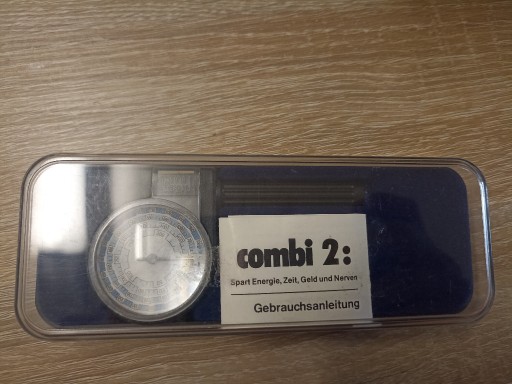 combi 2:
Spart Energie, Zeit, Geld und Nerven
Gebrauchsanleitung